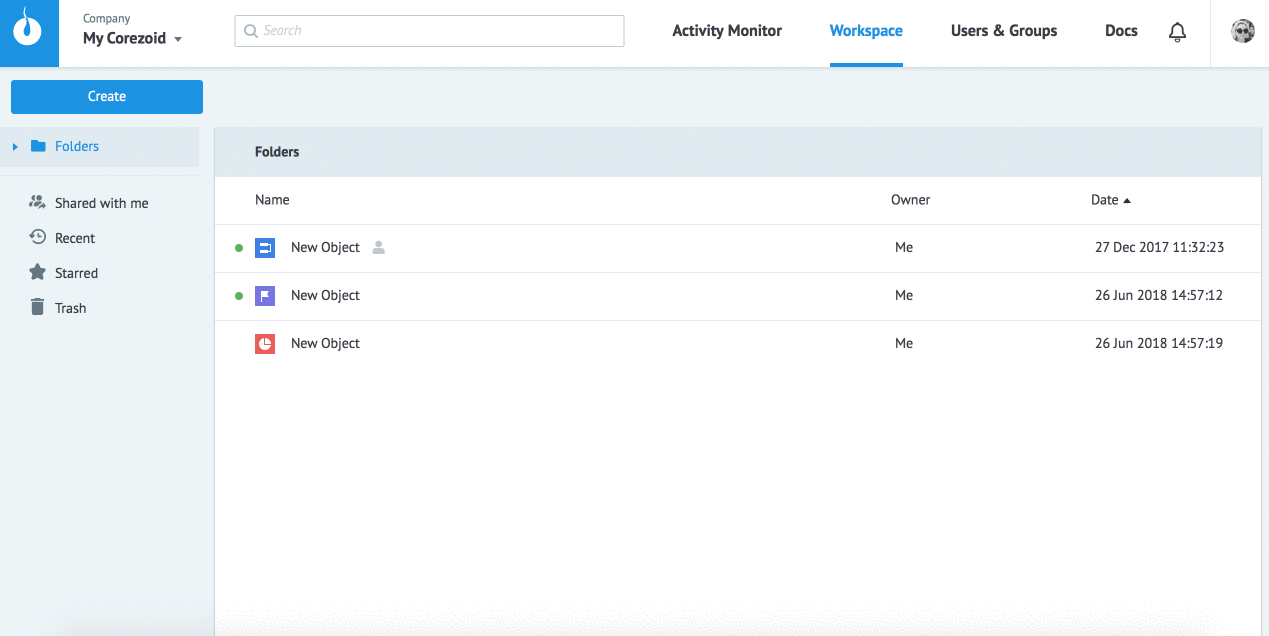 Company
My Corezoid
Search
Activity Monitor
Workspace
Users & Groups
Docs
Create
Folders
Shared with me
Recent
Starred
Trash
Folders
Name Owner Date
New Object Me 27 Dec 2017 11:32:23
New Object Me 26 Jun 2018 14:57:12
New Object Me 26 Jun 2018 14:57:19